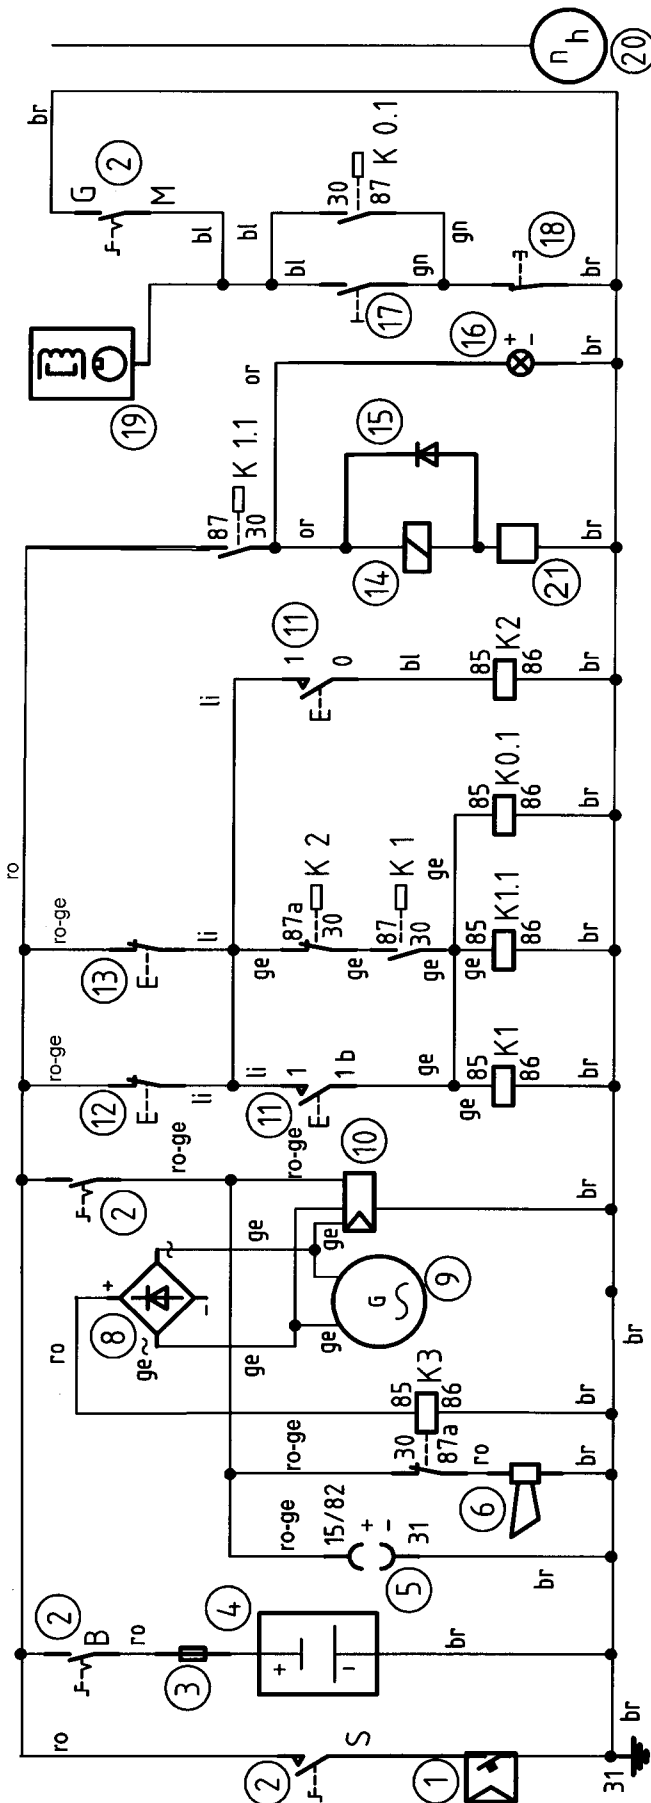 n h
20
br
G
2
M
bl
bl
30
87
K 0.1
bl
gn
gn
17
18
br
19
or
16
+
-
br
87
30
K 1.1
or
15
14
21
br
li
1
11
0
bl
85
86
K2
br
ro
ro-ge
13
li
ge
87a
30
K 2
ge
87
30
K 1
ge
ge
ge
85
86
K1.1
br
85
86
K0.1
br
ro-ge
12
li
li
1
11
1 b
ge
ge
85
86
K1
br
2
ro-ge
ro-ge
10
br
+
-
~
~
8
ro
ge
ge
ge
ge
ge
G
9
br
85
86
K3
br
ro-ge
30
87a
ro
6
br
ro-ge
15/82
+
-
31
5
br
2
B
ro
3
4
+
-
br
ro
2
S
1
31
br